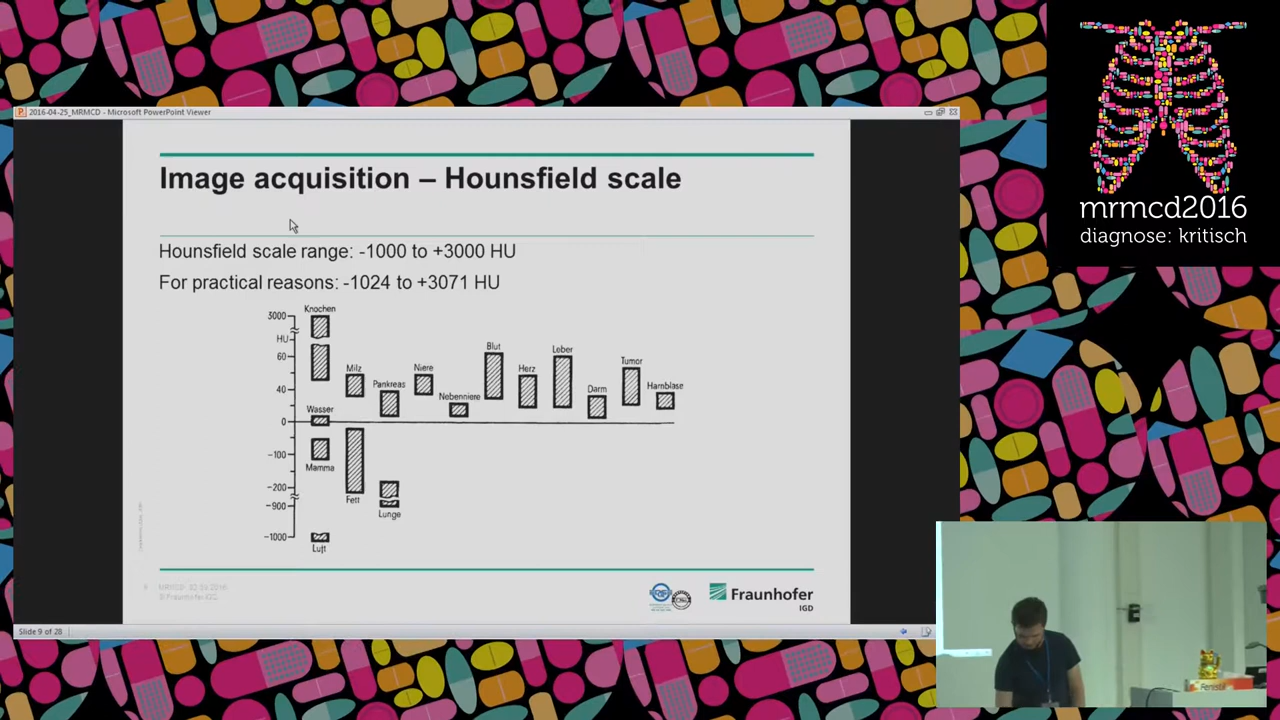 2016-04-25_MRMCD - Microsoft PowerPoint Viewer
Image acquisition – Hounsfield scale
Hounsfield scale range: -1000 to +3000 HU
For practical reasons: -1024 to +3071 HU
Knochen
3000
HU
60
40
0
-100
-200
-900
-1000
Milz
Pankreas
Niere
Nebenniere
Blut
Herz
Leber
Darm
Tumor
Harnblase
Wasser
Mamma
Fett
Lunge
Luft
9
Fraunhofer
IGD
Slide 9 of 28
mrmcd2016
diagnose: kritisch